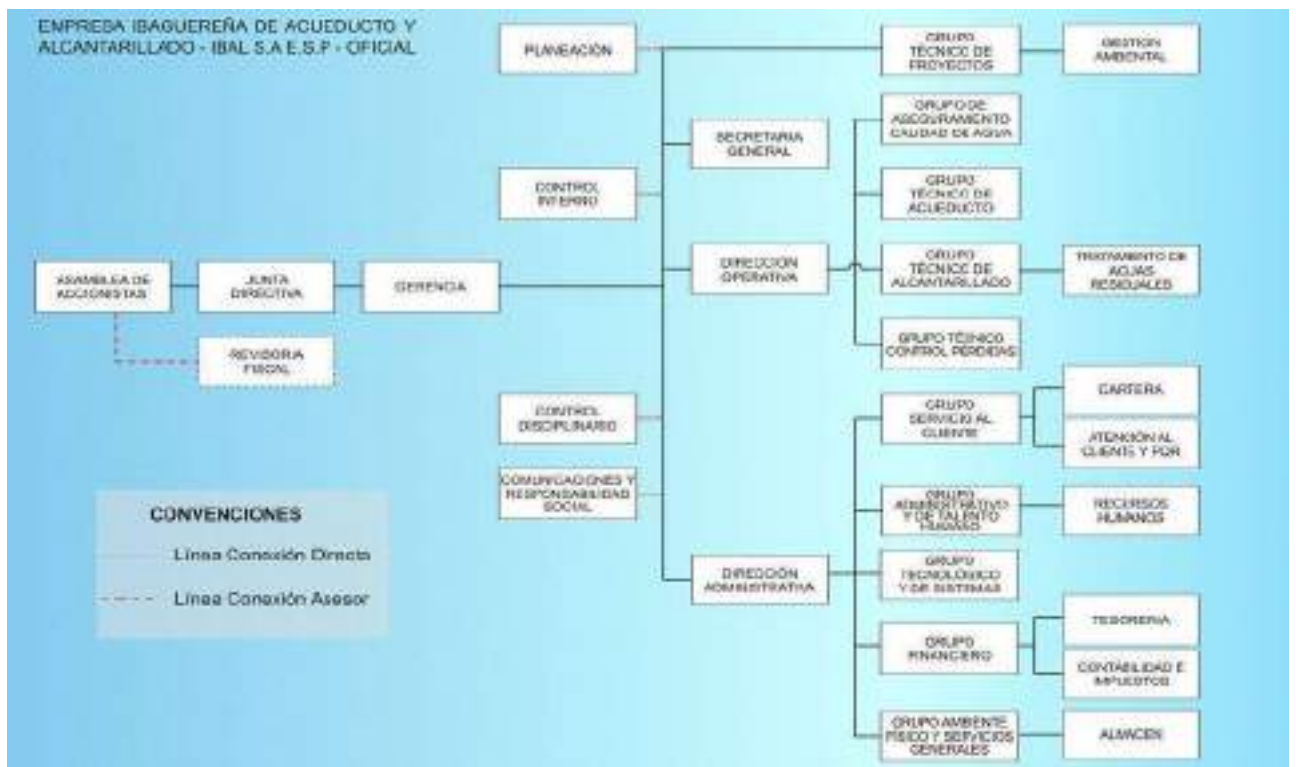 EMPRESA IBAGUEREÑA DE ACUEDUCTO Y
ALCANTARILLADO - IBAL S.A E.S.P - OFICIAL
PLANEACIÓN
GRUPO
TÉCNICO DE
PROYECTOS
GESTION
AMBIENTAL
GRUPO DE
ASEGURAMIENTO
CALIDAD DE AGUA
SECRETARIA
GENERAL
CONTROL
INTERNO
GRUPO
TÉCNICO DE
ACUEDUCTO
ASAMBLEA DE
ACCIONISTAS
JUNTA
DIRECTIVA
GERENCIA
DIRECCIÓN
OPERATIVA
GRUPO
TÉCNICO DE
ALCANTARILLADO
TRATAMIENTO DE
AGUAS
RESIDUALES
REVISORIA
FISCAL
GRUPO TÉCNICO
CONTROL PÉRDIDAS
CONTROL
DISCIPLINARIO
GRUPO
SERVICIO AL
CLIENTE
CARTERA
ATENCIÓN AL
CLIENTE Y PQR
COMUNICACIONES Y
RESPONSABILIDAD
SOCIAL
GRUPO
ADMINISTRATIVO
Y DE TALENTO
HUMANO
RECURSOS
HUMANOS
CONVENCIONES
Línea Conexión Directa
Línea Conexión Asesor
DIRECCIÓN
ADMINISTRATIVA
GRUPO
TECNOLÓGICO
Y DE SISTEMAS
GRUPO
FINANCIERO
TESORERIA
CONTABILIDAD E
IMPUESTOS
GRUPO AMBIENTE
FÍSICO Y SERVICIOS
GENERALES
ALMACEN